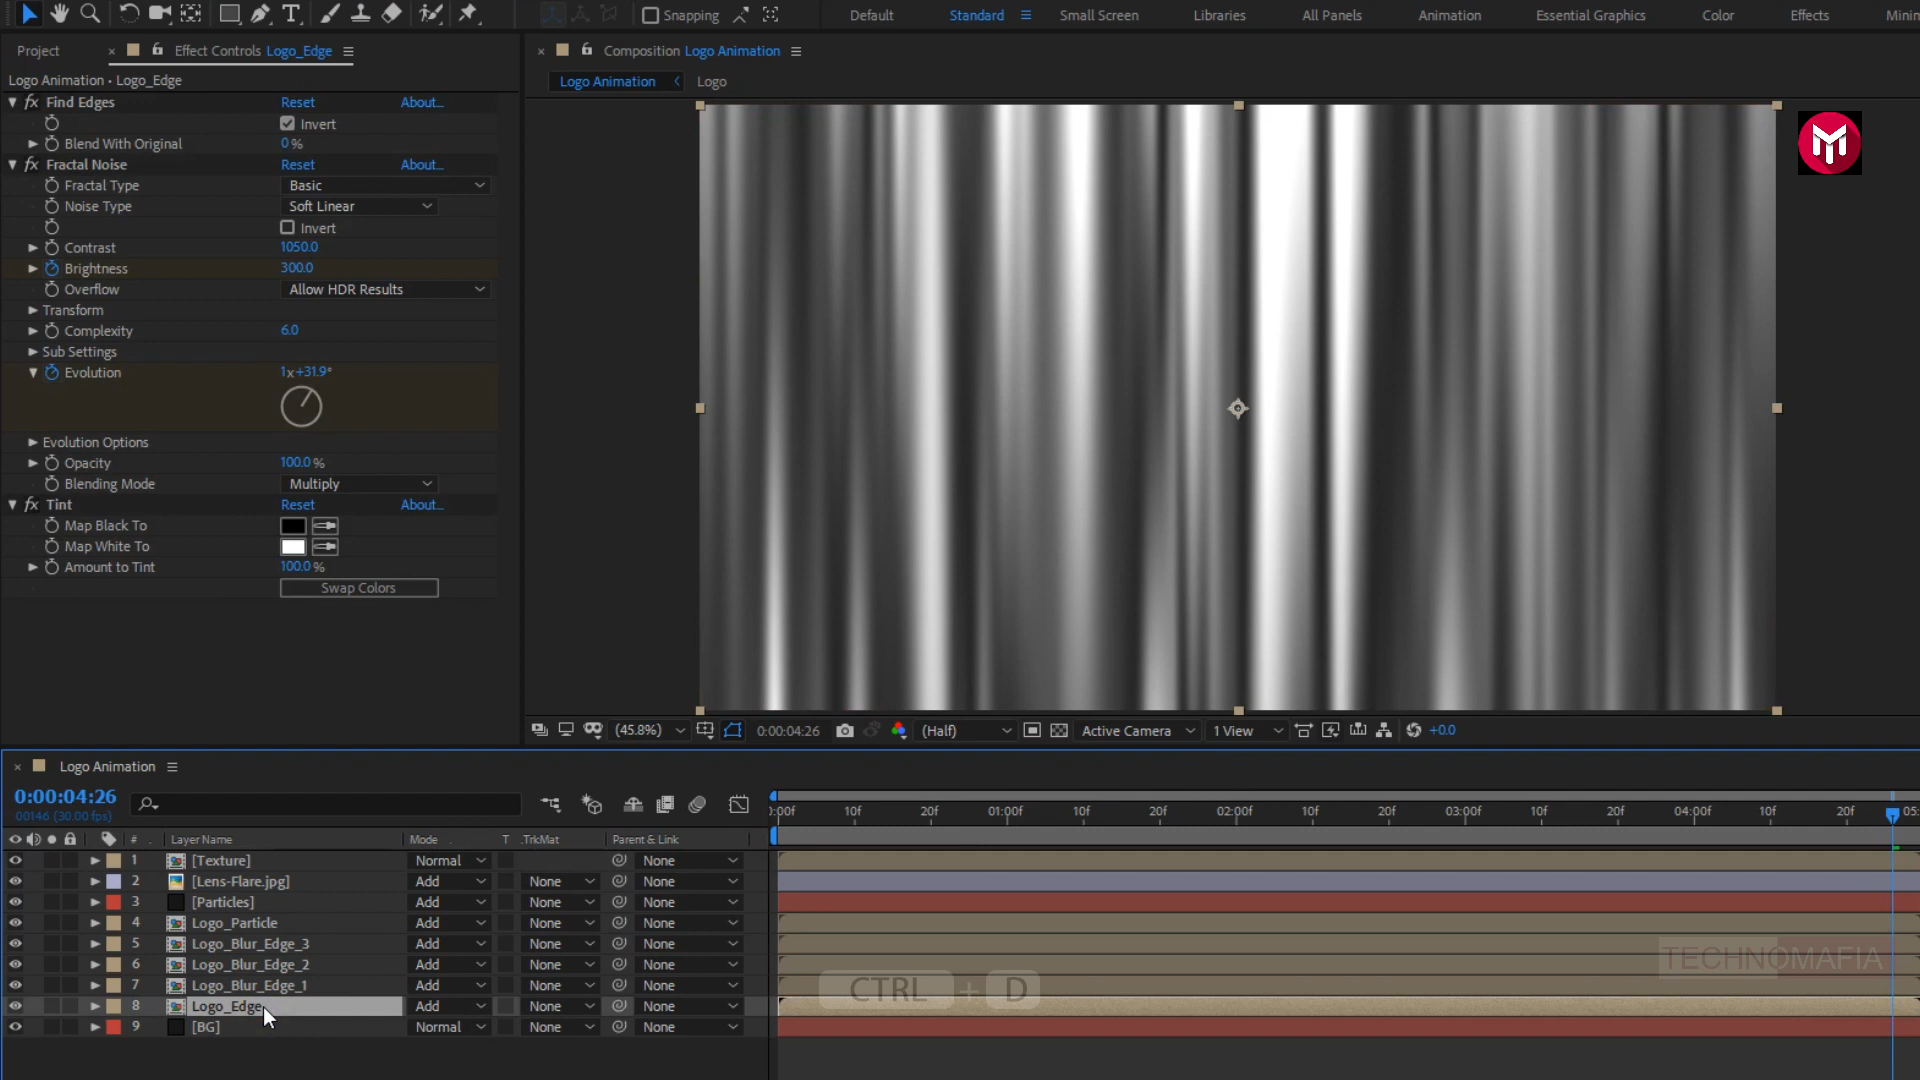 Snapping
Default
Standard
Small Screen
Libraries
All Panels
Animation
Essential Graphics
Color
Effects
Project
Effect Controls Logo_Edge
Composition Logo Animation
Logo Animation • Logo_Edge
Logo Animation
Logo
fx Find Edges Reset About...
Invert
Blend With Original 0 %
fx Fractal Noise Reset About...
Fractal Type Basic
Noise Type Soft Linear
Invert
Contrast 1050.0
Brightness 300.0
Overflow Allow HDR Results
Transform
Complexity 6.0
Sub Settings
Evolution 1x+31.9°
Evolution Options
Opacity 100.0 %
Blending Mode Multiply
fx Tint Reset About...
Map Black To
Map White To
Amount to Tint 100.0 %
Swap Colors
(45.8%)
0:00:04:26
(Half)
Active Camera
1 View
+0.0
Logo Animation
0:00:04:26
00146 (30.00 fps)
:00f 10f 20f 01:00f 10f 20f 02:00f 10f 20f 03:00f 10f 20f 04:00f 10f 20f 05:
# Layer Name Mode T .TrkMat Parent & Link
1 [Texture] Normal None
2 [Lens-Flare.jpg] Add None None
3 [Particles] Add None None
4 Logo_Particle Add None None
5 Logo_Blur_Edge_3 Add None None
6 Logo_Blur_Edge_2 Add None None
7 Logo_Blur_Edge_1 Add None None
8 Logo_Edge Add None None
9 [BG] Normal None None
TECHNOMAFIA
CTRL + D